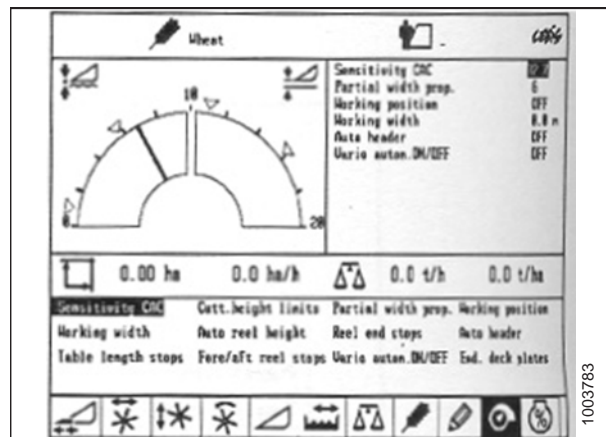 Wheat
-
Sensitivity CAC
Partial width prop. 6
Working position OFF
Working width 0.0 m
Auto header OFF
Vario autom. ON/OFF OFF
0 10 20
0.00 ha 0.0 ha/h 0.0 t/h 0.0 t/ha
Sensitivity CAC Cutt.height limits Partial width prop. Working position
Working width Auto reel height Reel end stops Auto header
Table length stops Fore/aft reel stops Vario autom. ON/OFF End. deck plates
%
1003783